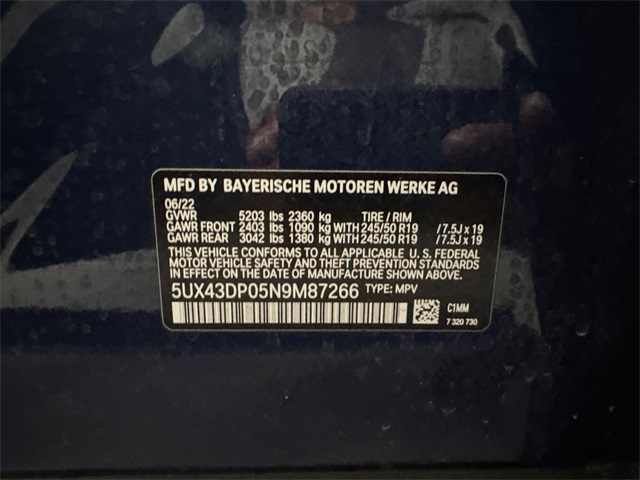 MFD BY BAYERISCHE MOTOREN WERKE AG
06/22
GVWR 5203 lbs 2360 kg TIRE / RIM
GAWR FRONT 2403 lbs 1090 kg WITH 245/50 R19 / 7.5J x 19
GAWR REAR 3042 lbs 1380 kg WITH 245/50 R19 / 7.5J x 19
THIS VEHICLE CONFORMS TO ALL APPLICABLE U. S. FEDERAL
MOTOR VEHICLE SAFETY AND THEFT PREVENTION STANDARDS
IN EFFECT ON THE DATE OF MANUFACTURE SHOWN ABOVE.
5UX43DP05N9M87266 TYPE: MPV
C1MM
7 320 730